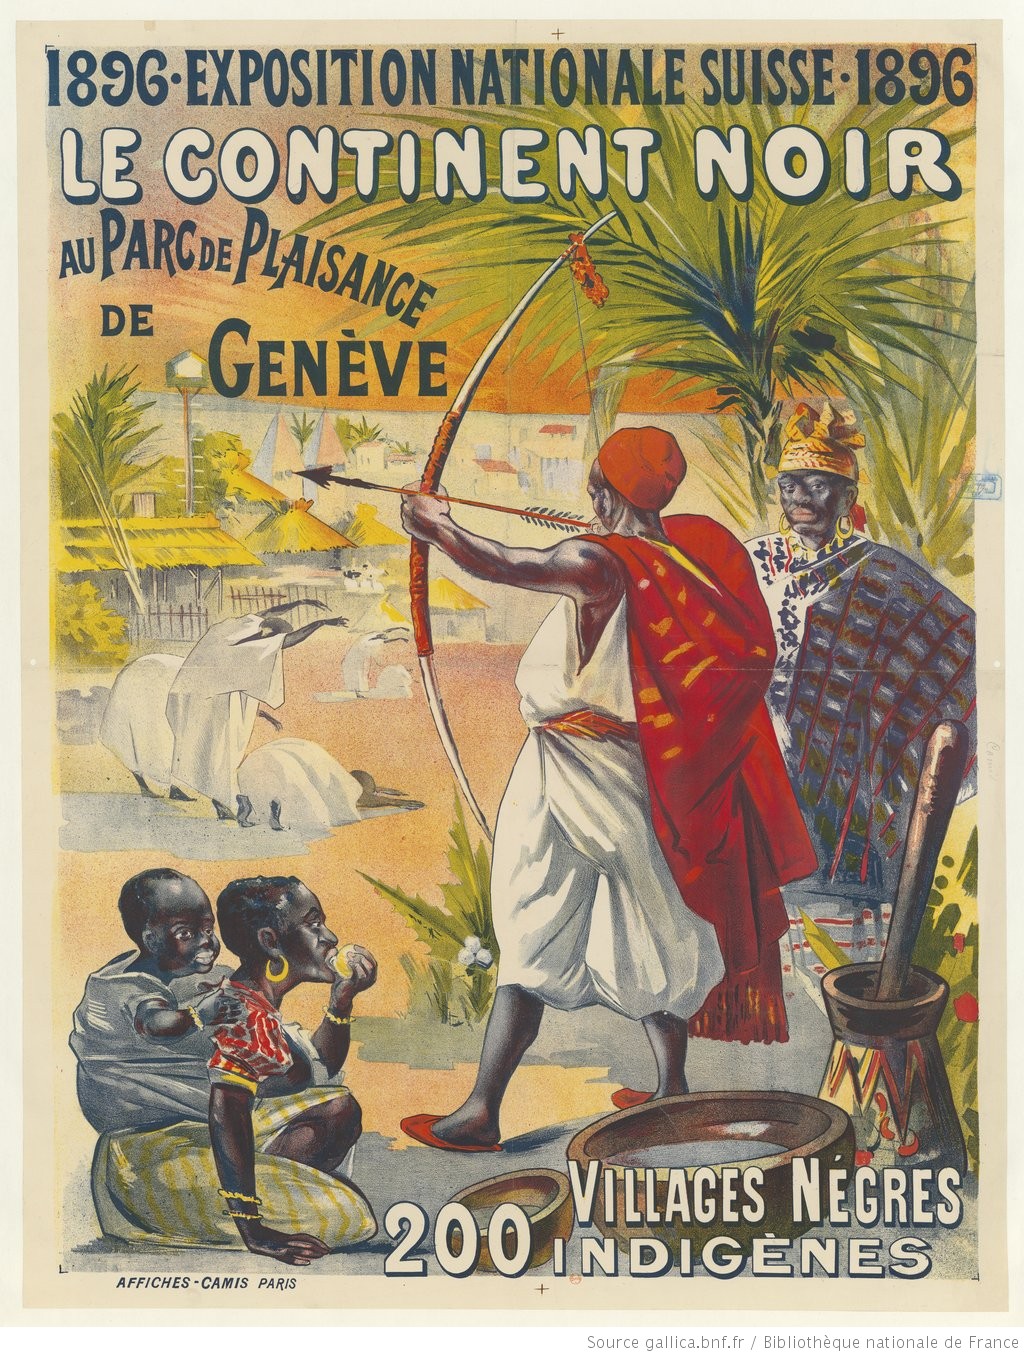 1896·EXPOSITION NATIONALE SUISSE·1896
LE CONTINENT NOIR
AU PARC DE PLAISANCE
DE
GENÈVE
VILLAGES NÉGRES
200 INDIGÈNES
AFFICHES-CAMIS PARIS
Source gallica.bnf.fr / Bibliothèque nationale de France